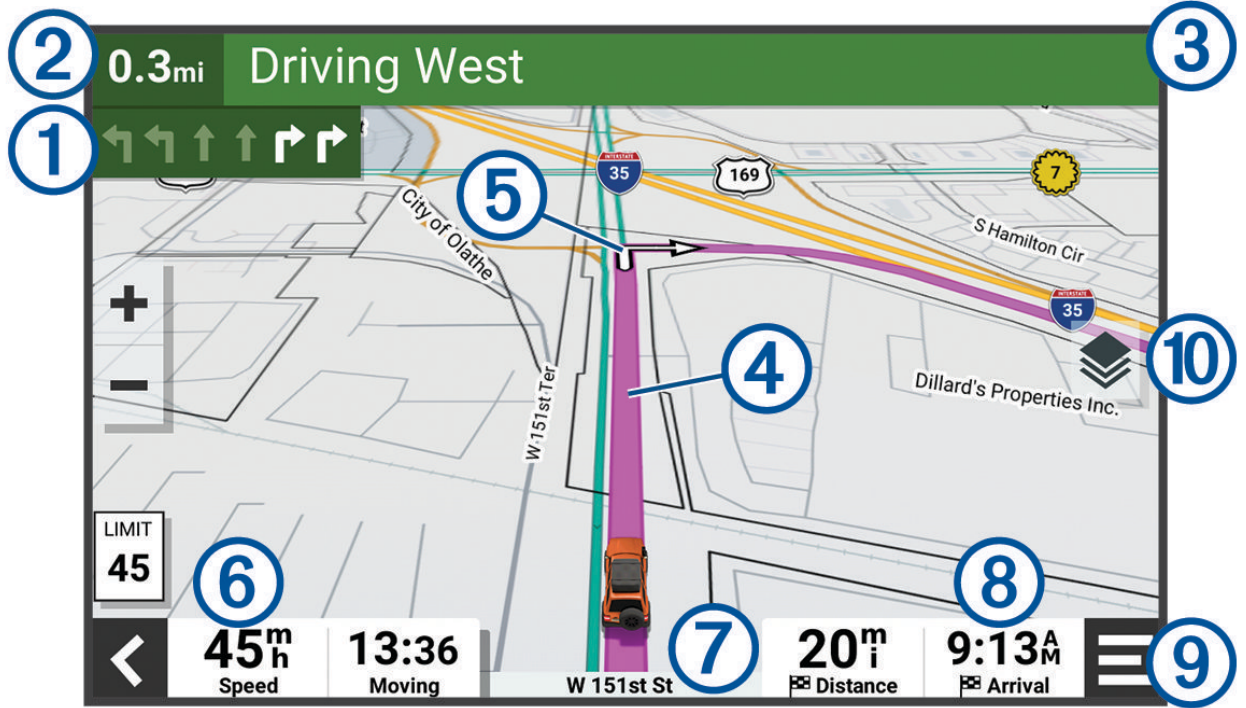 ② 0.3mi Driving West ③
①
INTERSTATE
35
169
7
⑤
City of Olathe
S Hamilton Cir
INTERSTATE
35
④
⑩
+
−
W 151st Ter
Dillard's Properties Inc.
LIMIT
45
⑥
⑧
45mh
Speed
13:36
Moving
⑦
W 151st St
20mi
Distance
9:13AM
Arrival
⑨